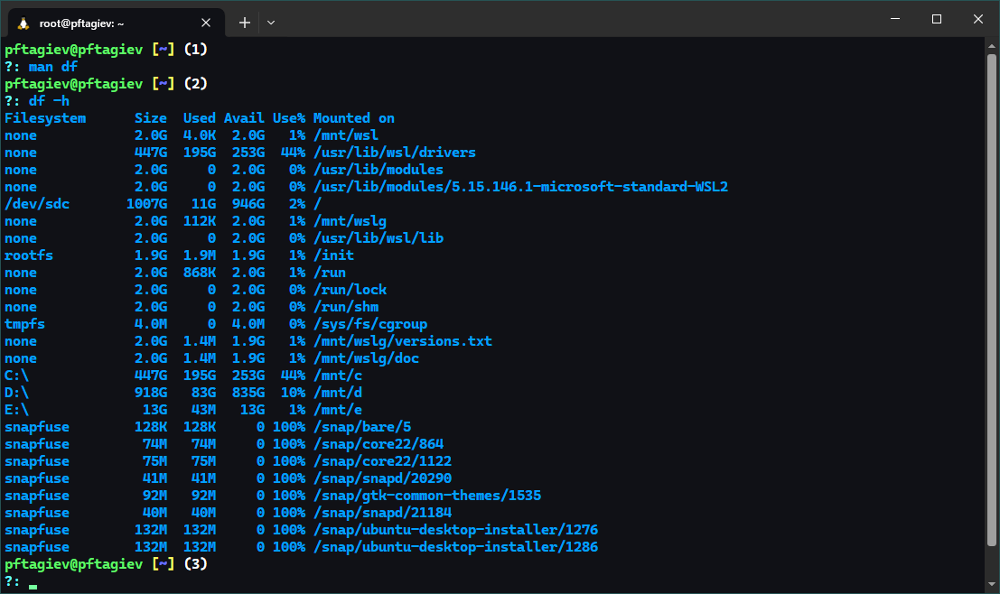 root@pftagiev: ~
pftagiev@pftagiev [~] (1)
?: man df
pftagiev@pftagiev [~] (2)
?: df -h
Filesystem      Size  Used Avail Use% Mounted on
none            2.0G  4.0K  2.0G   1% /mnt/wsl
none            447G  195G  253G  44% /usr/lib/wsl/drivers
none            2.0G     0  2.0G   0% /usr/lib/modules
none            2.0G     0  2.0G   0% /usr/lib/modules/5.15.146.1-microsoft-standard-WSL2
/dev/sdc       1007G   11G  946G   2% /
none            2.0G  112K  2.0G   1% /mnt/wslg
none            2.0G     0  2.0G   0% /usr/lib/wsl/lib
rootfs          1.9G  1.9M  1.9G   1% /init
none            2.0G  868K  2.0G   1% /run
none            2.0G     0  2.0G   0% /run/lock
none            2.0G     0  2.0G   0% /run/shm
tmpfs           4.0M     0  4.0M   0% /sys/fs/cgroup
none            2.0G  1.4M  1.9G   1% /mnt/wslg/versions.txt
none            2.0G  1.4M  1.9G   1% /mnt/wslg/doc
C:\             447G  195G  253G  44% /mnt/c
D:\             918G   83G  835G  10% /mnt/d
E:\              13G   43M   13G   1% /mnt/e
snapfuse        128K  128K     0 100% /snap/bare/5
snapfuse         74M   74M     0 100% /snap/core22/864
snapfuse         75M   75M     0 100% /snap/core22/1122
snapfuse         41M   41M     0 100% /snap/snapd/20290
snapfuse         92M   92M     0 100% /snap/gtk-common-themes/1535
snapfuse         40M   40M     0 100% /snap/snapd/21184
snapfuse        132M  132M     0 100% /snap/ubuntu-desktop-installer/1276
snapfuse        132M  132M     0 100% /snap/ubuntu-desktop-installer/1286
pftagiev@pftagiev [~] (3)
?: